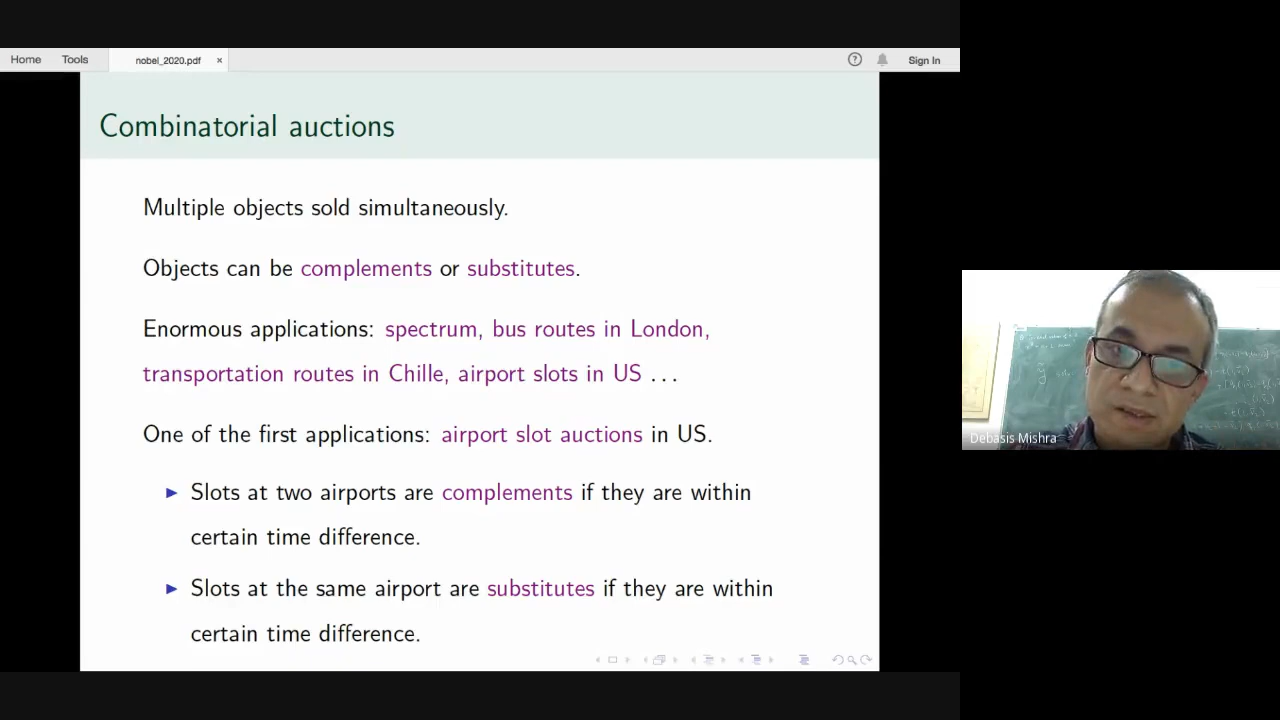 Home Tools nobel_2020.pdf × Sign In
Combinatorial auctions
Multiple objects sold simultaneously.
Objects can be complements or substitutes.
Enormous applications: spectrum, bus routes in London,
transportation routes in Chille, airport slots in US ...
One of the first applications: airport slot auctions in US.
▶ Slots at two airports are complements if they are within
certain time difference.
▶ Slots at the same airport are substitutes if they are within
certain time difference.
Debasis Mishra